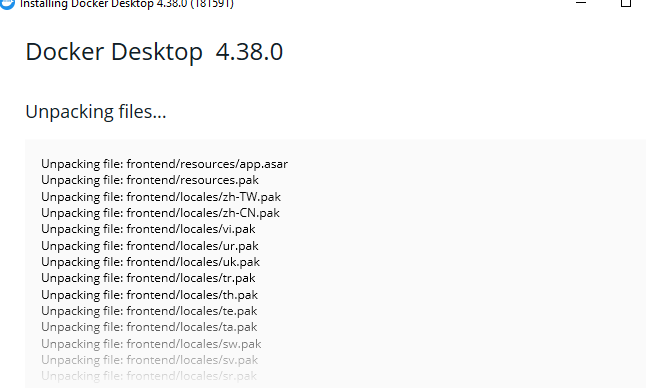 Installing Docker Desktop 4.38.0 (181591)
Docker Desktop 4.38.0
Unpacking files...
Unpacking file: frontend/resources/app.asar
Unpacking file: frontend/resources.pak
Unpacking file: frontend/locales/zh-TW.pak
Unpacking file: frontend/locales/zh-CN.pak
Unpacking file: frontend/locales/vi.pak
Unpacking file: frontend/locales/ur.pak
Unpacking file: frontend/locales/uk.pak
Unpacking file: frontend/locales/tr.pak
Unpacking file: frontend/locales/th.pak
Unpacking file: frontend/locales/te.pak
Unpacking file: frontend/locales/ta.pak
Unpacking file: frontend/locales/sw.pak
Unpacking file: frontend/locales/sv.pak
Unpacking file: frontend/locales/sr.pak